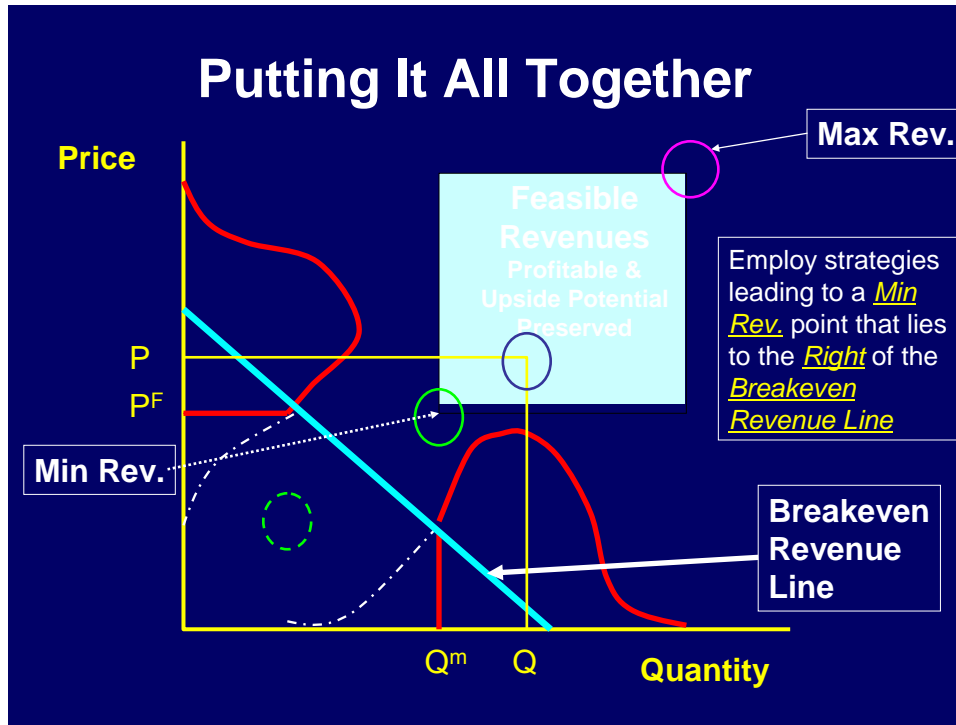 Putting It All Together
Max Rev.
Price
Feasible
Revenues
Profitable &
Upside Potential
Preserved
Employ strategies
leading to a Min
Rev. point that lies
to the Right of the
Breakeven
Revenue Line
P
Pᶠ
Min Rev.
Breakeven
Revenue
Line
Qᵐ
Q
Quantity